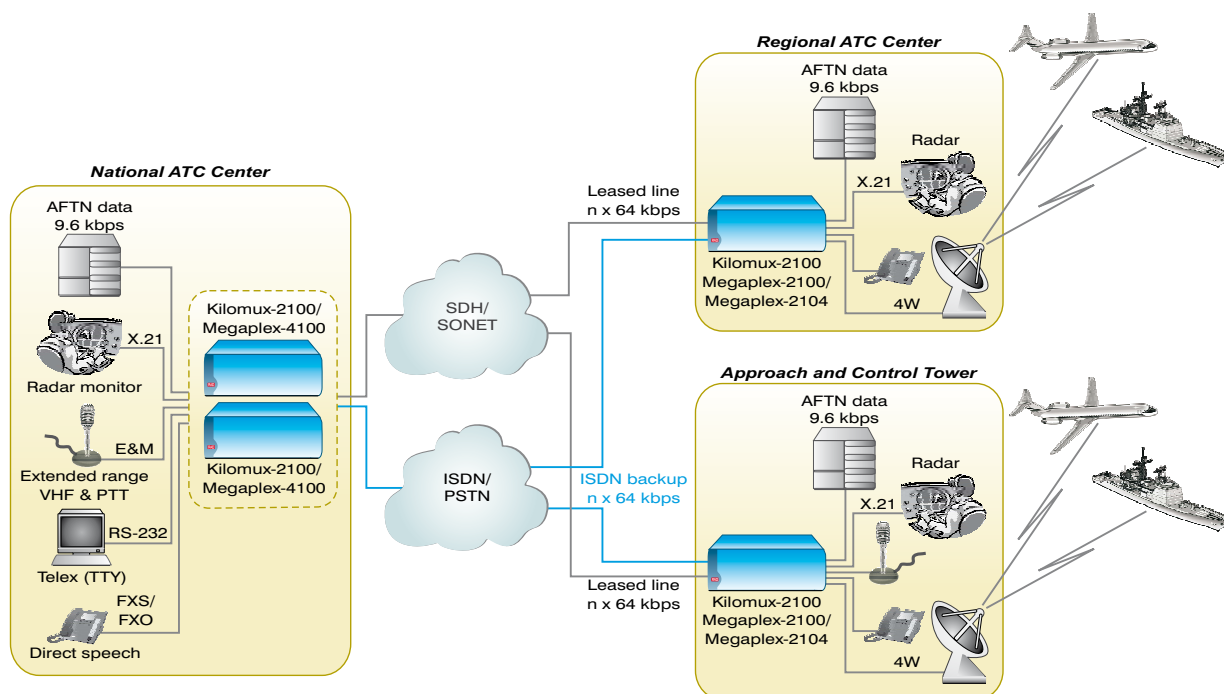 National ATC Center
AFTN data
9.6 kbps
X.21
Radar monitor
E&M
Extended range
VHF & PTT
RS-232
Telex (TTY)
FXS/
FXO
Direct speech
Kilomux-2100/
Megaplex-4100
Kilomux-2100/
Megaplex-4100
SDH/
SONET
ISDN/
PSTN
Leased line
n x 64 kbps
ISDN backup
n x 64 kbps
Leased line
n x 64 kbps
Regional ATC Center
AFTN data
9.6 kbps
Radar
X.21
Kilomux-2100
Megaplex-2100/
Megaplex-2104
4W
Approach and Control Tower
AFTN data
9.6 kbps
Radar
X.21
Kilomux-2100
Megaplex-2100/
Megaplex-2104
4W